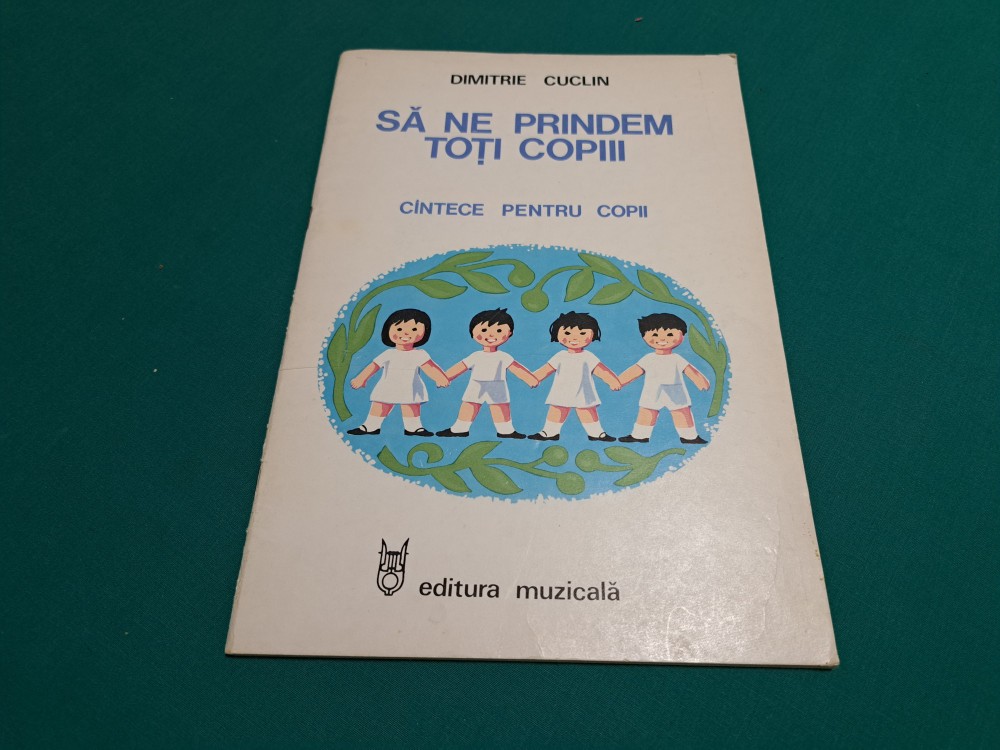 DIMITRIE CUCLIN
SĂ NE PRINDEM
TOȚI COPIII
CÎNTECE PENTRU COPII
editura muzicală